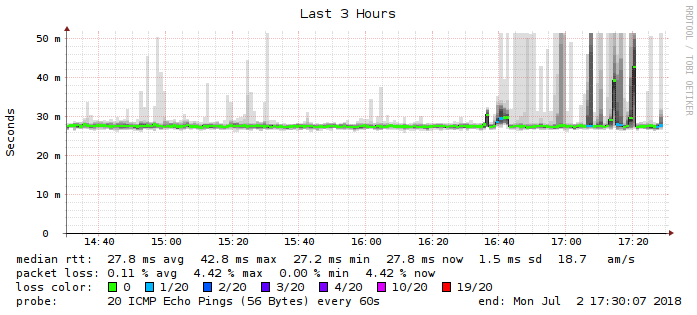 Last 3 Hours
RRDTOOL / TOBI OETIKER
Seconds
50 m
40 m
30 m
20 m
10 m
0
14:40 15:00 15:20 15:40 16:00 16:20 16:40 17:00 17:20
median rtt: 27.8 ms avg 42.8 ms max 27.2 ms min 27.8 ms now 1.5 ms sd 18.7 am/s
packet loss: 0.11 % avg 4.42 % max 0.00 % min 4.42 % now
loss color: 0 1/20 2/20 3/20 4/20 10/20 19/20
probe: 20 ICMP Echo Pings (56 Bytes) every 60s end: Mon Jul 2 17:30:07 2018